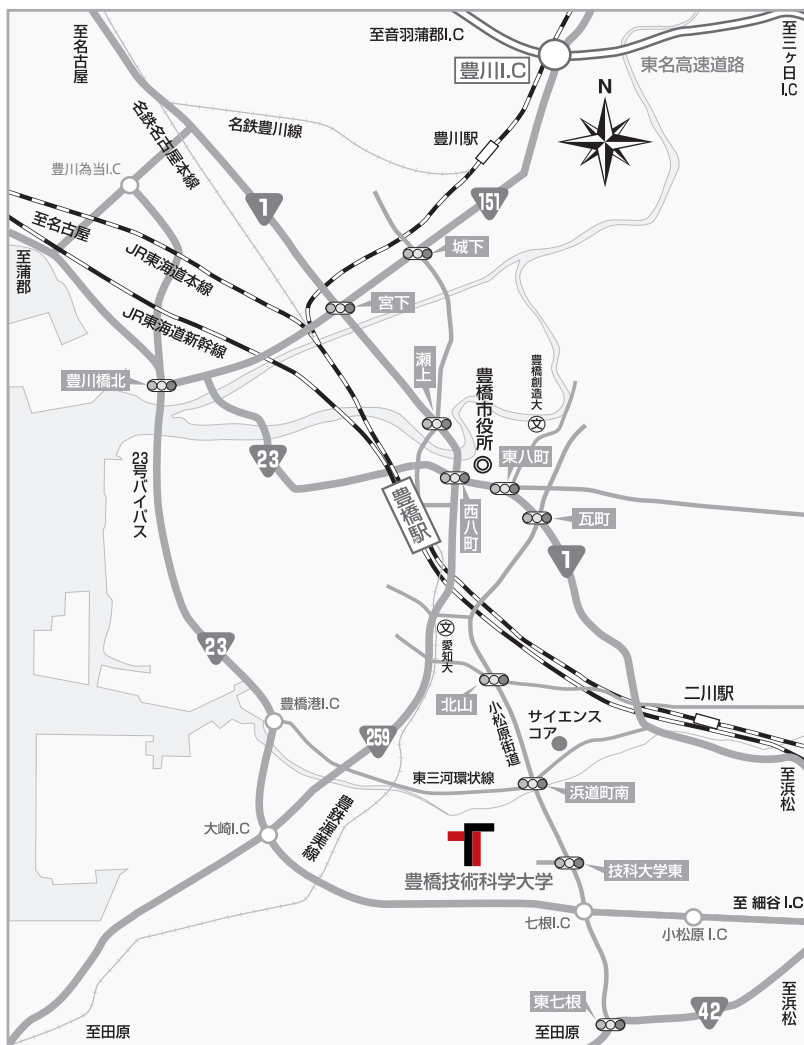 至名古屋
至音羽蒲郡I.C
豊川I.C
東名高速道路
至三ヶ日I.C
N
名鉄名古屋本線
名鉄豊川線
豊川駅
豊川為当I.C
1
151
至名古屋
至蒲郡
JR東海道本線
JR東海道新幹線
城下
宮下
豊川橋北
瀬上
豊橋市役所
豊橋創造大
文
東八町
23号バイパス
23
豊橋駅
西八町
瓦町
1
文
愛知大
23
北山
小松原街道
二川駅
サイエンス
コア
豊橋港I.C
259
東三河環状線
浜道町南
至浜松
大崎I.C
豊鉄渥美線
豊橋技術科学大学
技科大学東
至 細谷 I.C
七根I.C
小松原 I.C
東七根
42
至浜松
至田原
至田原